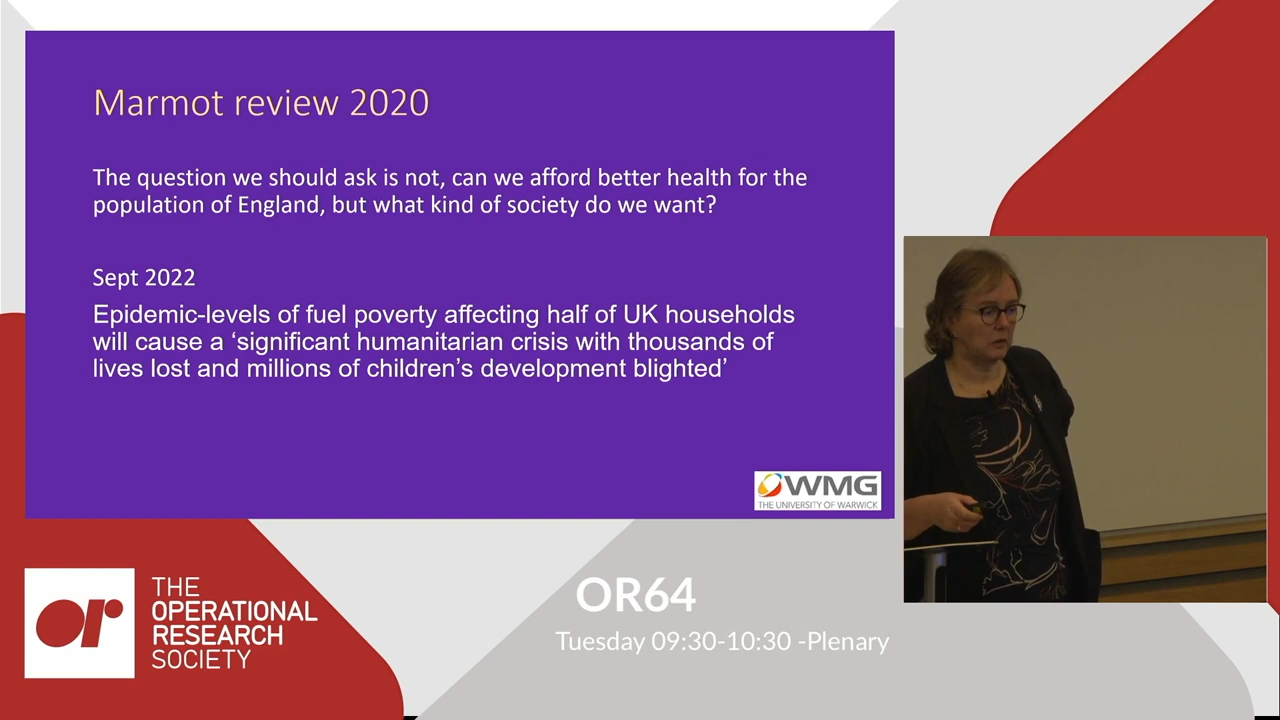 Marmot review 2020
The question we should ask is not, can we afford better health for the
population of England, but what kind of society do we want?
Sept 2022
Epidemic-levels of fuel poverty affecting half of UK households
will cause a ‘significant humanitarian crisis with thousands of
lives lost and millions of children’s development blighted’
WMG
THE UNIVERSITY OF WARWICK
or
THE
OPERATIONAL
RESEARCH
SOCIETY
OR64
Tuesday 09:30-10:30 -Plenary